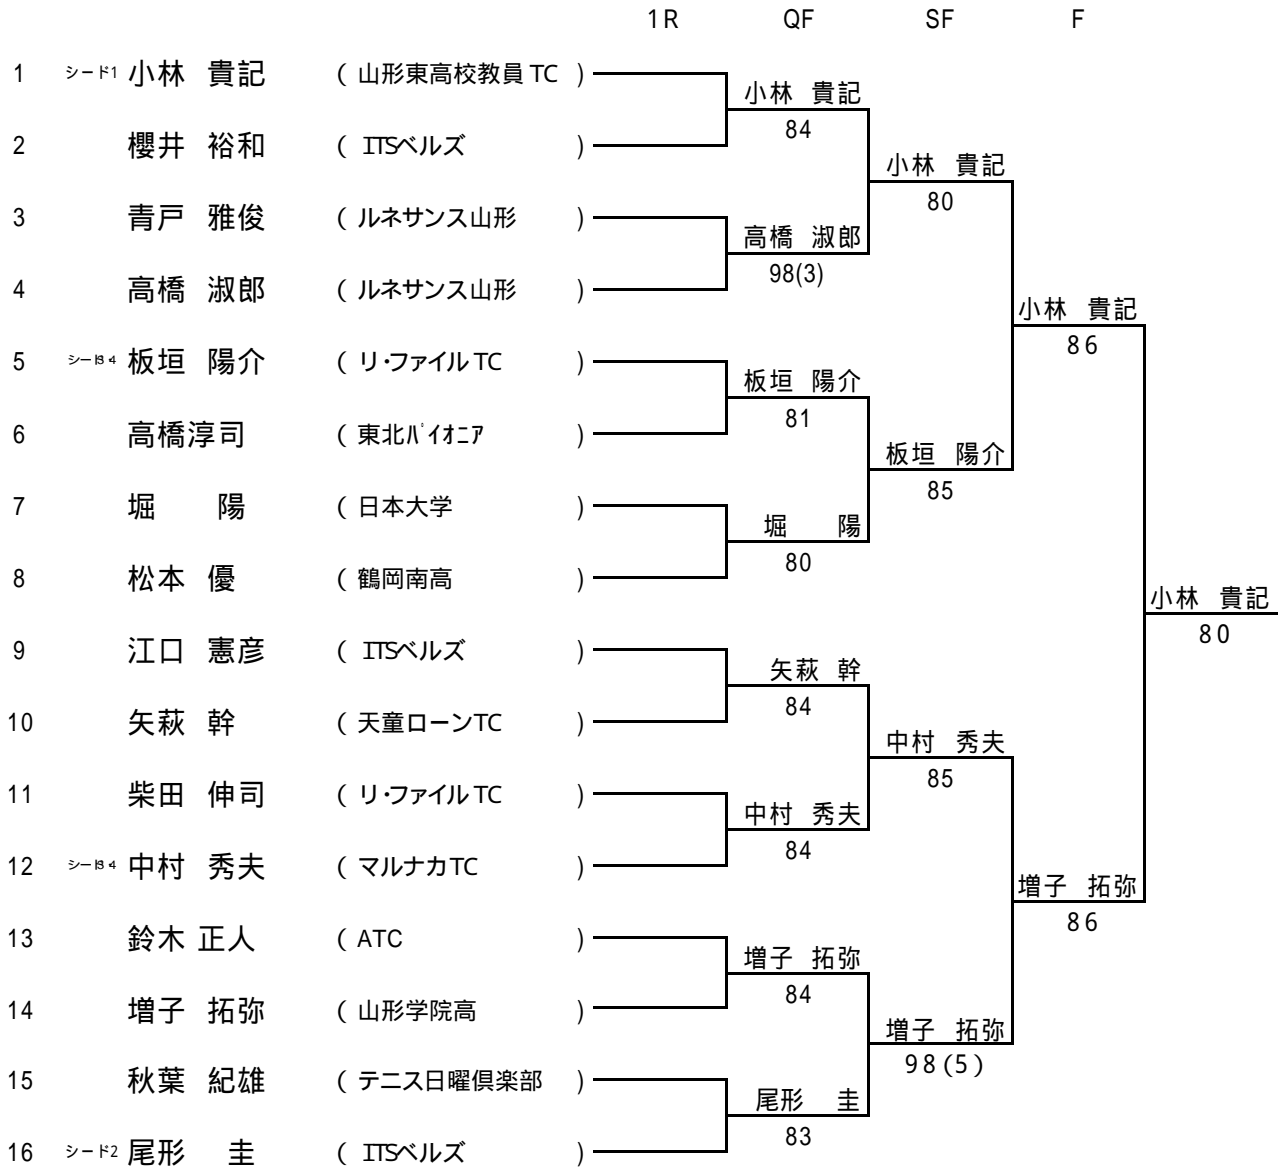 1R QF SF F
1 シード1 小林 貴記 ( 山形東高校教員 TC )
小林 貴記
84
2 櫻井 裕和 ( ITSベルズ )
小林 貴記
80
3 青戸 雅俊 ( ルネサンス山形 )
高橋 淑郎
98(3)
4 高橋 淑郎 ( ルネサンス山形 )
小林 貴記
86
5 シード3 4 板垣 陽介 ( リ・ファイル TC )
板垣 陽介
81
6 高橋淳司 ( 東北パイオニア )
板垣 陽介
85
7 堀 陽 ( 日本大学 )
堀 陽
80
8 松本 優 ( 鶴岡南高 )
小林 貴記
80
9 江口 憲彦 ( ITSベルズ )
矢萩 幹
84
10 矢萩 幹 ( 天童ローンTC )
中村 秀夫
85
11 柴田 伸司 ( リ・ファイル TC )
中村 秀夫
84
12 シード3 4 中村 秀夫 ( マルナカTC )
増子 拓弥
86
13 鈴木 正人 ( ATC )
増子 拓弥
84
14 増子 拓弥 ( 山形学院高 )
増子 拓弥
98(5)
15 秋葉 紀雄 ( テニス日曜倶楽部 )
尾形 圭
83
16 シード2 尾形 圭 ( ITSベルズ )